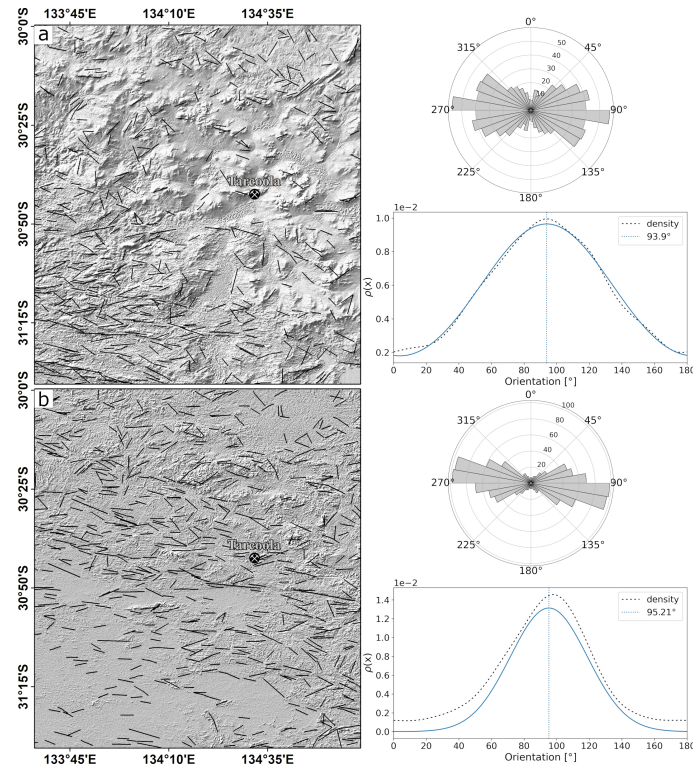 133°45'E 134°10'E 134°35'E
a
30°0'S
30°25'S
30°50'S
31°15'S
Tarcoola
0°
45°
90°
135°
180°
225°
270°
315°
10
20
30
40
50
1e−2
1.0
0.8
0.6
0.4
0.2
ρ(x)
density
93.9°
0 20 40 60 80 100 120 140 160 180
Orientation [°]
b
30°0'S
30°25'S
30°50'S
31°15'S
Tarcoola
133°45'E 134°10'E 134°35'E
0°
45°
90°
135°
180°
225°
270°
315°
20
40
60
80
100
1e−2
1.4
1.2
1.0
0.8
0.6
0.4
0.2
0.0
ρ(x)
density
95.21°
0 20 40 60 80 100 120 140 160 180
Orientation [°]